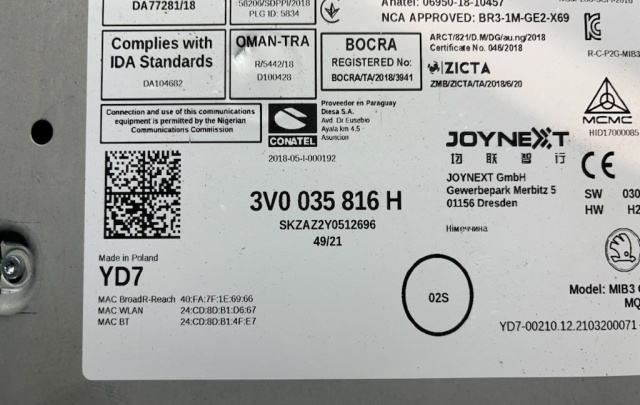 DA77281/18
58206/SDPPI/2018
PLG ID: 5834
Anatel: 06950-18-10457
NCA APPROVED: BR3-1M-GE2-X69
Complies with
IDA Standards
DA104682
OMAN-TRA
R/5442/18
D100428
BOCRA
REGISTERED No:
BOCRA/TA/2018/3941
ARCT/821/D.M/DG/au.ng/2018
Certificate No. 046/2018
ZICTA
ZMB/ZICTA/TA/2018/6/20
R-C-P2G-MIB3
MCMC
HID17000085
Connection and use of this communications
equipment is permitted by the Nigerian
Communications Commission
CONATEL
Proveedor en Paraguay
Diesa S.A.
Avd. Dr Eusebio
Ayala km 4.5
Asuncion
2018-05-I-000192
JOYNEXT
智 行
JOYNEXT GmbH
Gewerbepark Merbitz 5
01156 Dresden
Німеччина
CE
SW 030
HW H2
3V0 035 816 H
SKZAZ2Y0512696
49/21
Made in Poland
YD7
MAC BroadR-Reach 40:FA:7F:1E:69:66
MAC WLAN 24:CD:8D:B1:D6:67
MAC BT 24:CD:8D:B1:4F:E7
02S
Model: MIB3
MQ
YD7-00210.12.2103200071